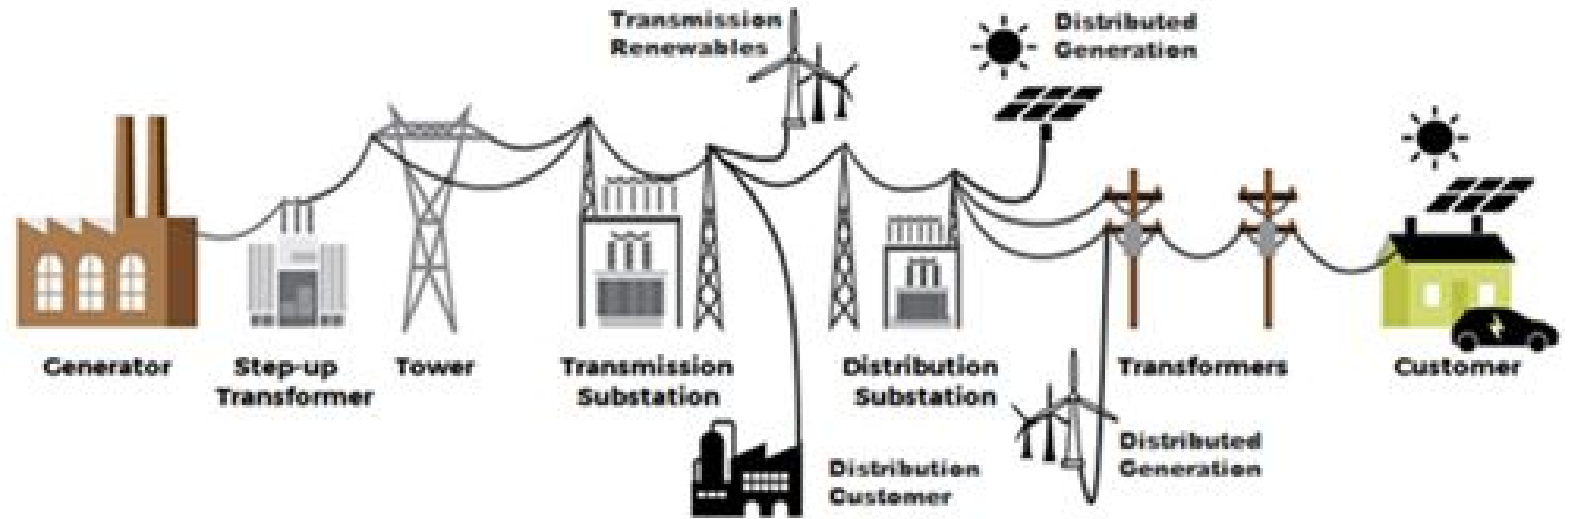 Transmission
Renewables
Distributed
Generation
Generator
Step-up
Transformer
Tower
Transmission
Substation
Distribution
Substation
Transformers
Customer
Distribution
Customer
Distributed
Generation